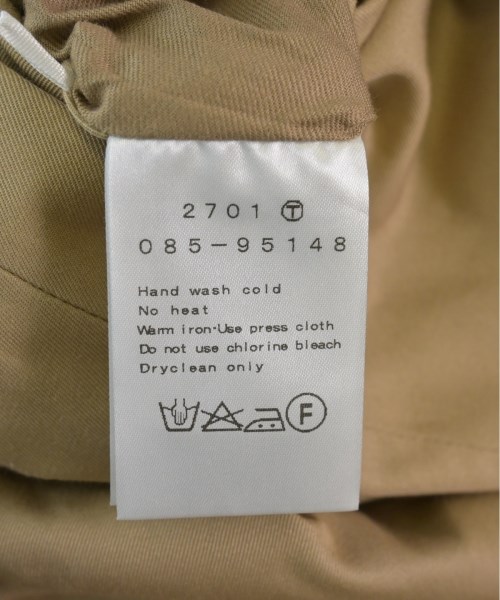 2701 Ⓣ
085-95148
Hand wash cold
No heat
Warm iron·Use press cloth
Do not use chlorine bleach
Dryclean only
F